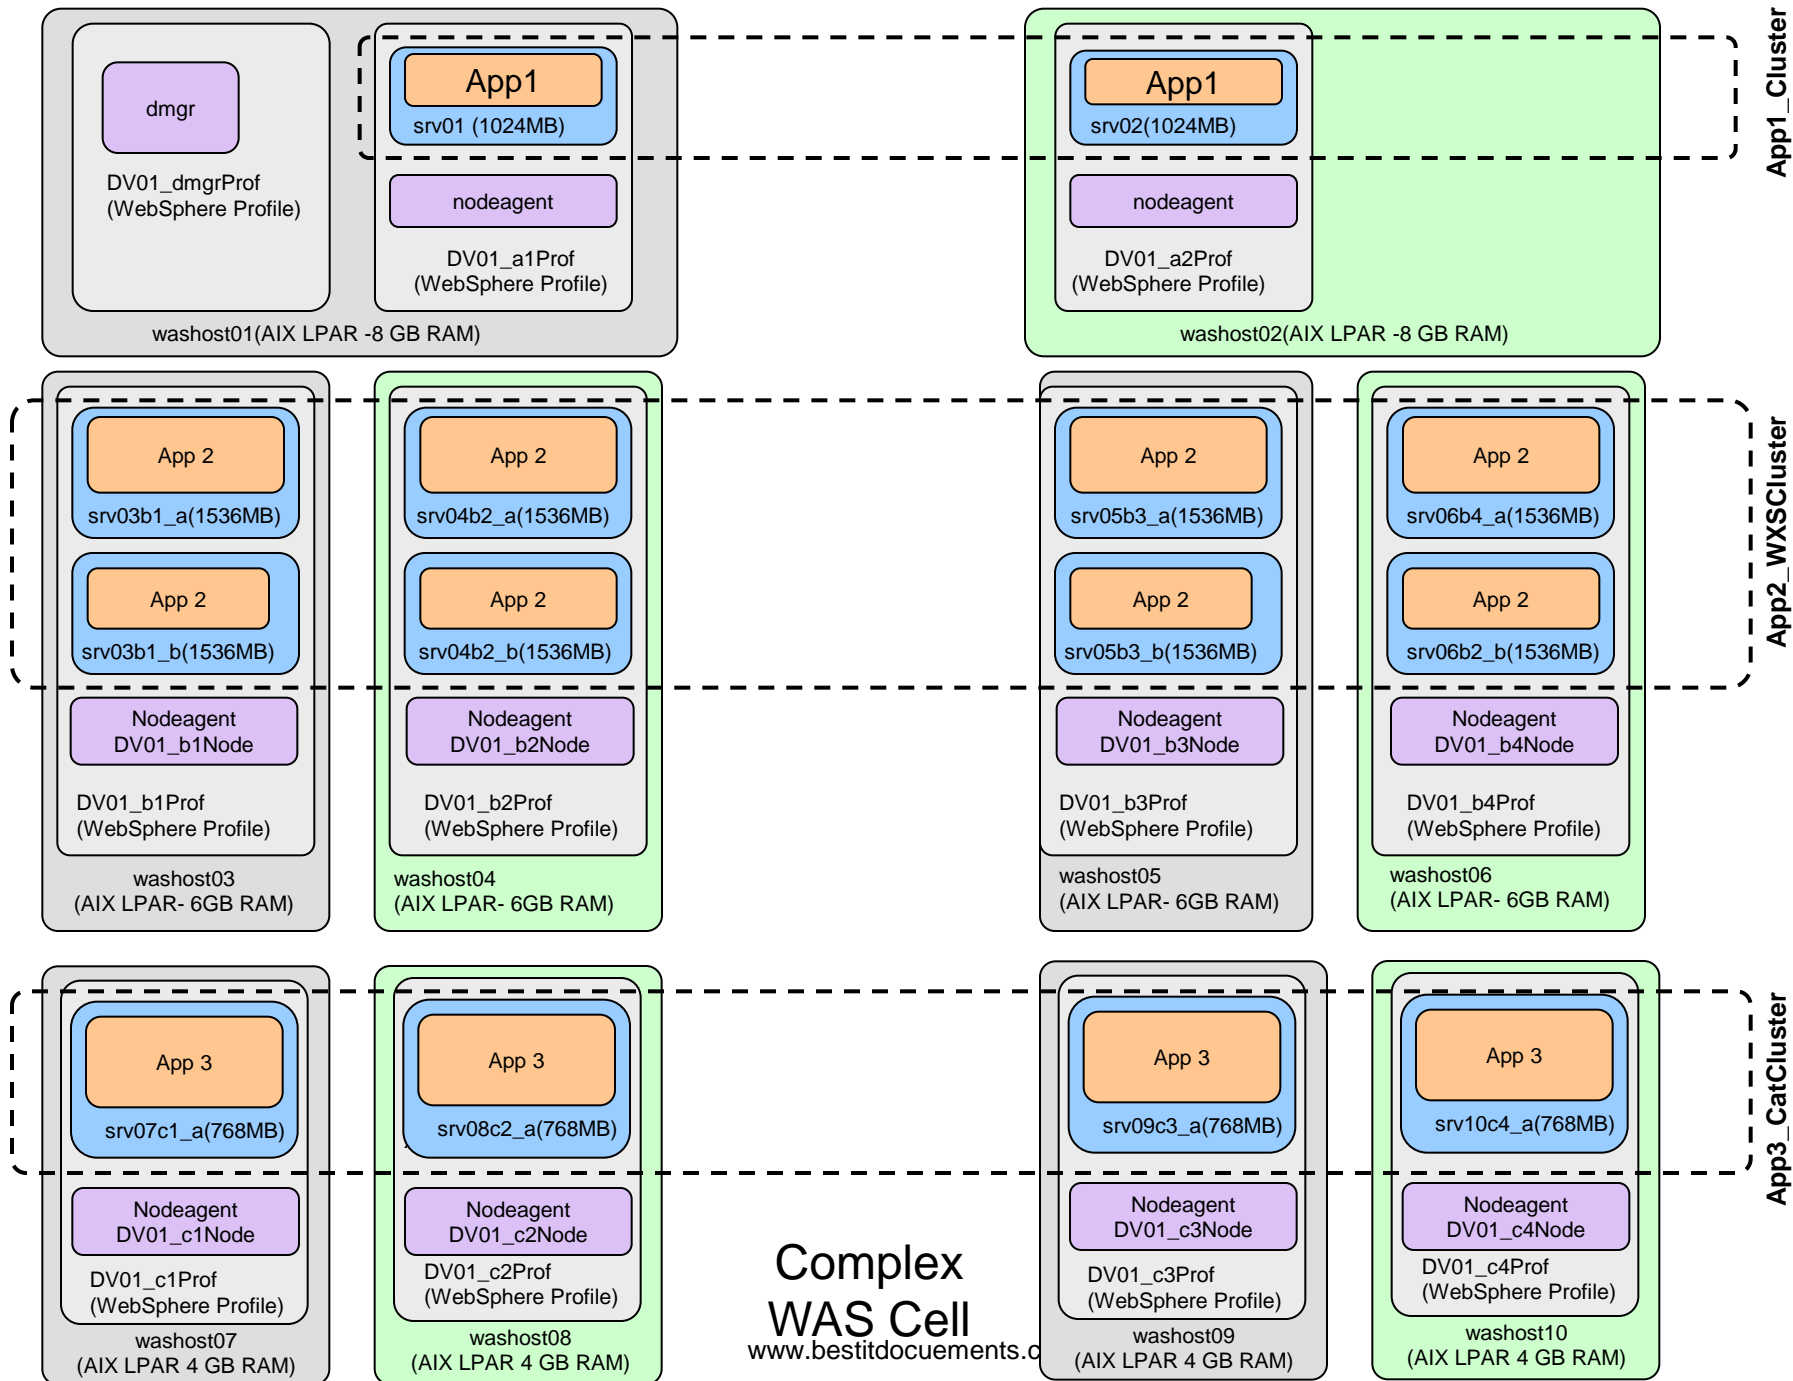 dmgr
DV01_dmgrProf
(WebSphere Profile)
App1
srv01 (1024MB)
nodeagent
DV01_a1Prof
(WebSphere Profile)
washost01(AIX LPAR -8 GB RAM)
App1
srv02(1024MB)
nodeagent
DV01_a2Prof
(WebSphere Profile)
washost02(AIX LPAR -8 GB RAM)
App1_Cluster
App 2
srv03b1_a(1536MB)
App 2
srv03b1_b(1536MB)
Nodeagent
DV01_b1Node
DV01_b1Prof
(WebSphere Profile)
washost03
(AIX LPAR- 6GB RAM)
App 2
srv04b2_a(1536MB)
App 2
srv04b2_b(1536MB)
Nodeagent
DV01_b2Node
DV01_b2Prof
(WebSphere Profile)
washost04
(AIX LPAR- 6GB RAM)
App 2
srv05b3_a(1536MB)
App 2
srv05b3_b(1536MB)
Nodeagent
DV01_b3Node
DV01_b3Prof
(WebSphere Profile)
washost05
(AIX LPAR- 6GB RAM)
App 2
srv06b4_a(1536MB)
App 2
srv06b2_b(1536MB)
Nodeagent
DV01_b4Node
DV01_b4Prof
(WebSphere Profile)
washost06
(AIX LPAR- 6GB RAM)
App2_WXSCluster
App 3
srv07c1_a(768MB)
Nodeagent
DV01_c1Node
DV01_c1Prof
(WebSphere Profile)
washost07
(AIX LPAR 4 GB RAM)
App 3
srv08c2_a(768MB)
Nodeagent
DV01_c2Node
DV01_c2Prof
(WebSphere Profile)
washost08
(AIX LPAR 4 GB RAM)
Complex
WAS Cell
www.bestitdocuements.c
App 3
srv09c3_a(768MB)
Nodeagent
DV01_c3Node
DV01_c3Prof
(WebSphere Profile)
washost09
(AIX LPAR 4 GB RAM)
App 3
srv10c4_a(768MB)
Nodeagent
DV01_c4Node
DV01_c4Prof
(WebSphere Profile)
washost10
(AIX LPAR 4 GB RAM)
App3_CatCluster